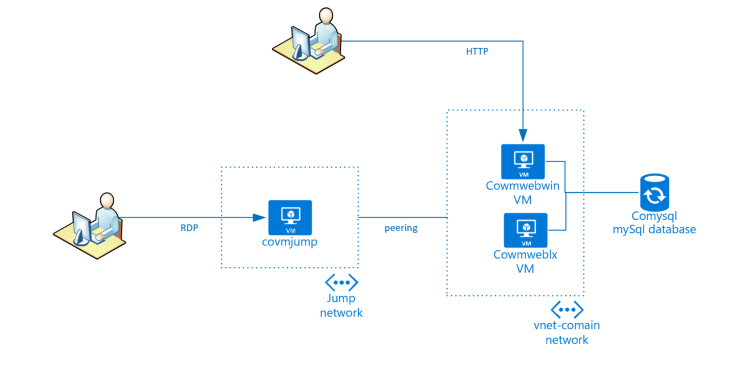 HTTP
VM
Cowmwebwin
VM
Comysql
mySql database
RDP
VM
covmjump
peering
VM
Cowmweblx
VM
Jump
network
vnet-comain
network